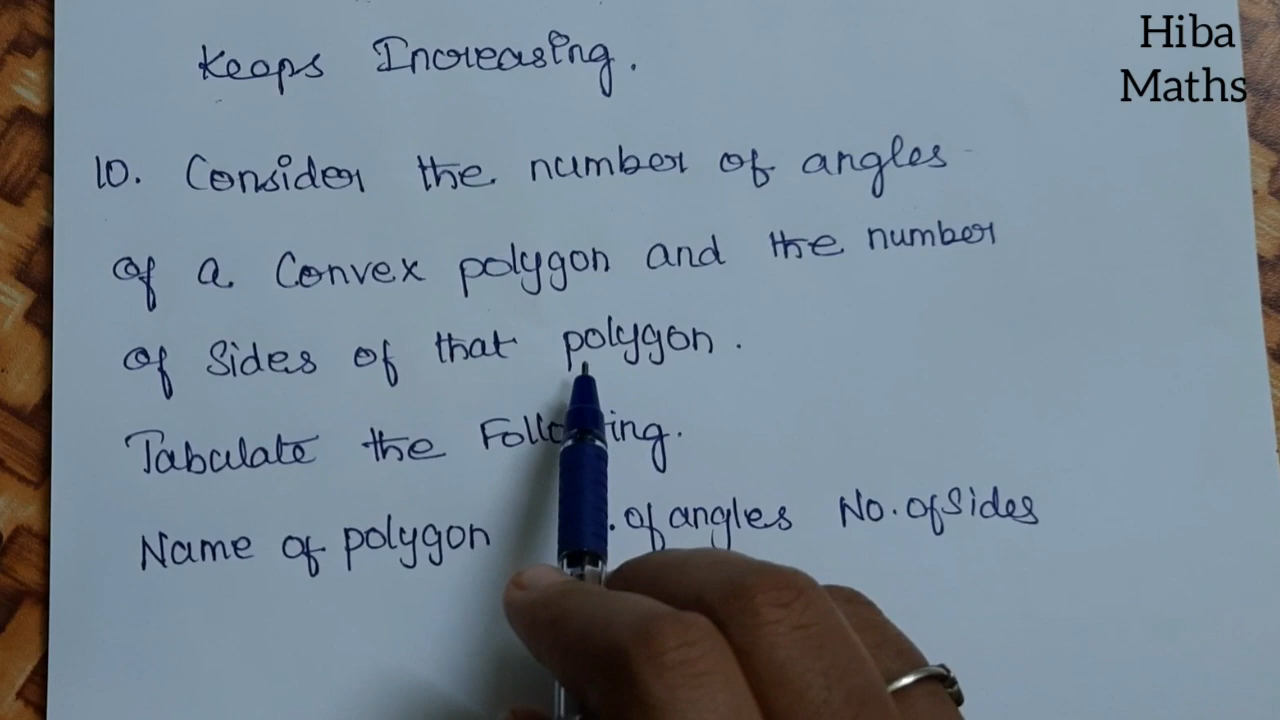 Keeps Increasing.
Hiba
Maths
10. Consider the number of angles
of a Convex polygon and the number
of Sides of that polygon.
Tabulate the
Name of polygon . of angles No. of Sides